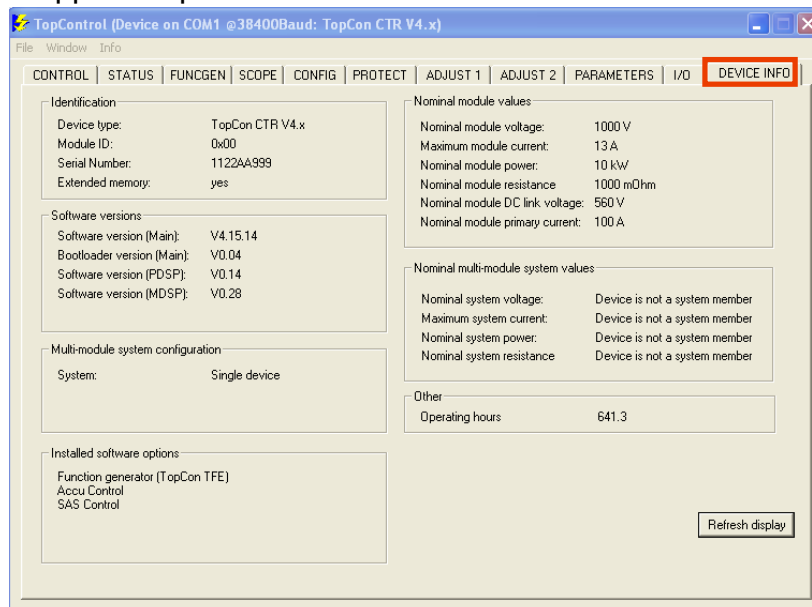 TopControl (Device on COM1 @38400Baud: TopCon CTR V4.x)
File Window Info
CONTROL STATUS FUNCGEN SCOPE CONFIG PROTECT ADJUST 1 ADJUST 2 PARAMETERS I/O DEVICE INFO
Identification
Device type: TopCon CTR V4.x
Module ID: 0x00
Serial Number: 1122AA999
Extended memory: yes
Software versions
Software version (Main): V4.15.14
Bootloader version (Main): V0.04
Software version (PDSP): V0.14
Software version (MDSP): V0.28
Multi-module system configuration
System: Single device
Installed software options
Function generator (TopCon TFE)
Accu Control
SAS Control
Nominal module values
Nominal module voltage: 1000 V
Maximum module current: 13 A
Nominal module power: 10 kW
Nominal module resistance 1000 mOhm
Nominal module DC link voltage: 560 V
Nominal module primary current: 100 A
Nominal multi-module system values
Nominal system voltage: Device is not a system member
Maximum system current: Device is not a system member
Nominal system power: Device is not a system member
Nominal system resistance Device is not a system member
Other
Operating hours 641.3
Refresh display